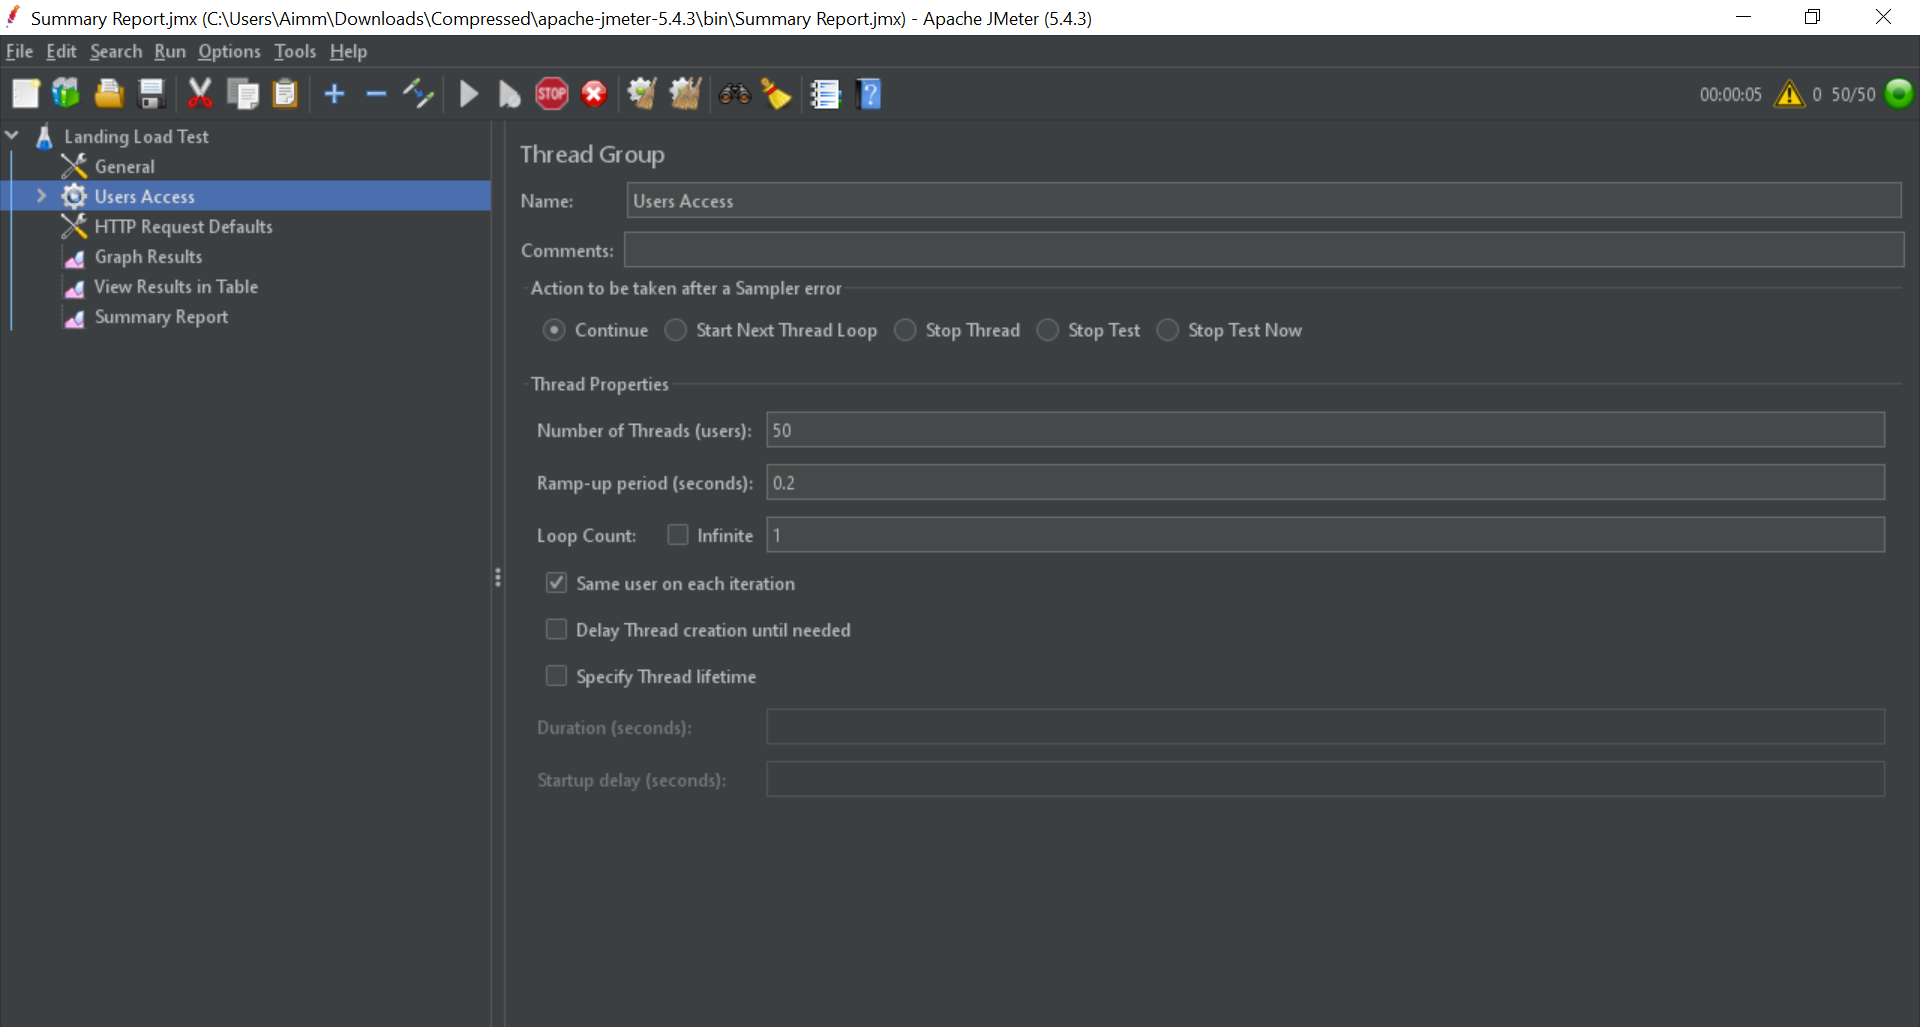 Summary Report.jmx (C:\Users\Aimm\Downloads\Compressed\apache-jmeter-5.4.3\bin\Summary Report.jmx) - Apache JMeter (5.4.3)
File Edit Search Run Options Tools Help
STOP ? 00:00:05 0 50/50
Landing Load Test
General
Users Access
HTTP Request Defaults
Graph Results
View Results in Table
Summary Report
Thread Group
Name: Users Access
Comments:
Action to be taken after a Sampler error
Continue Start Next Thread Loop Stop Thread Stop Test Stop Test Now
Thread Properties
Number of Threads (users): 50
Ramp-up period (seconds): 0.2
Loop Count: Infinite 1
Same user on each iteration
Delay Thread creation until needed
Specify Thread lifetime
Duration (seconds):
Startup delay (seconds):